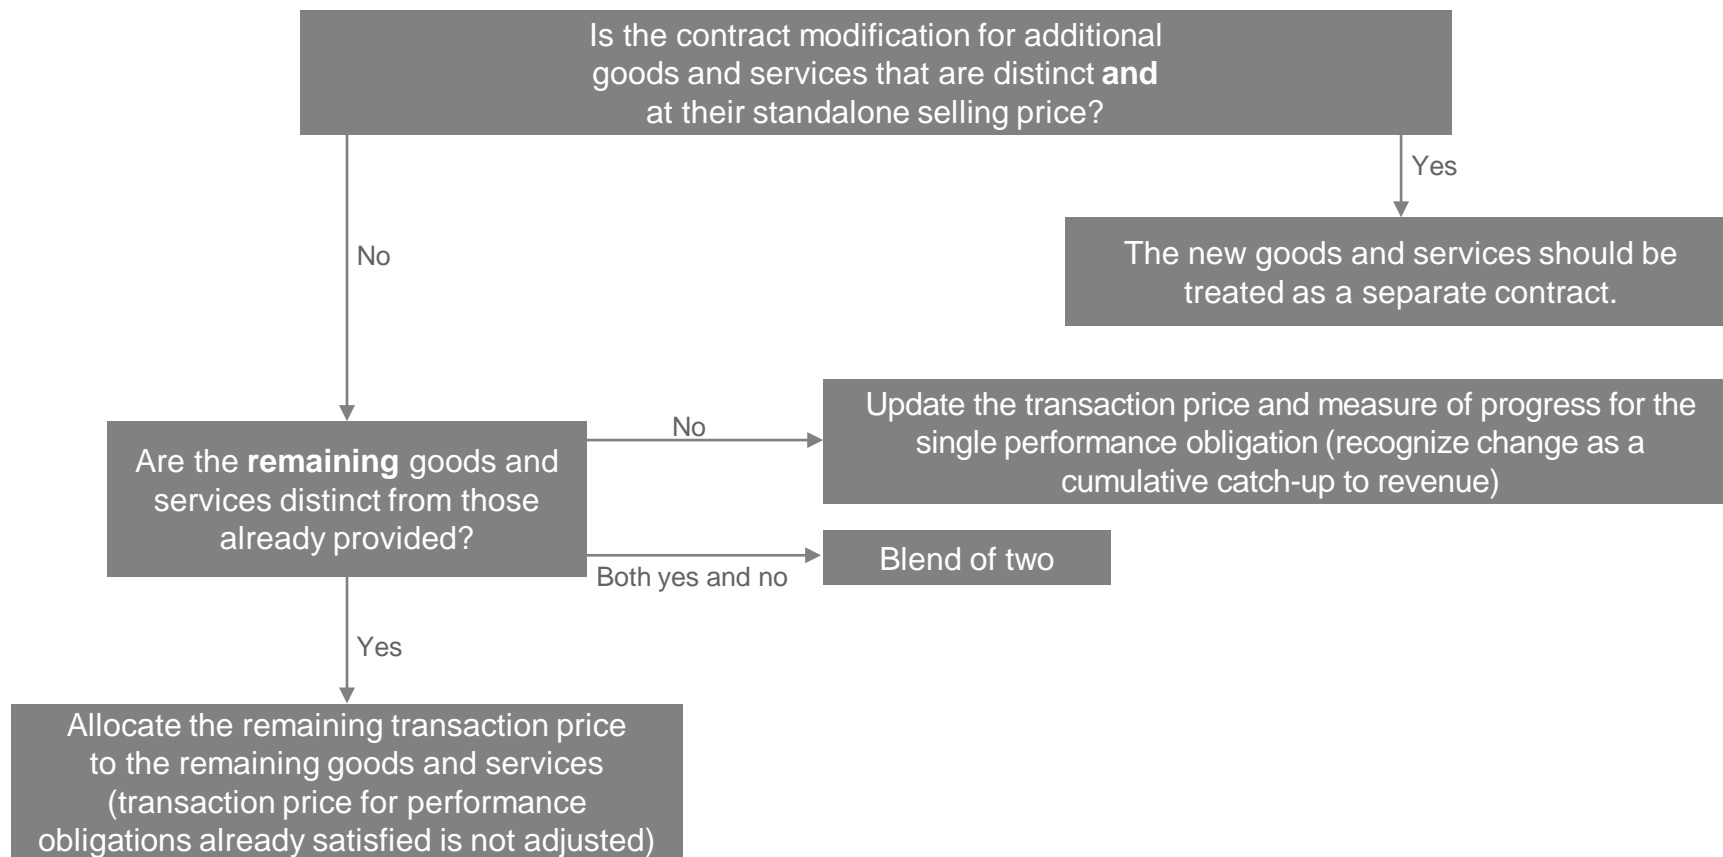 Is the contract modification for additional
goods and services that are distinct and
at their standalone selling price?
Yes
No
The new goods and services should be
treated as a separate contract.
Update the transaction price and measure of progress for the
single performance obligation (recognize change as a
cumulative catch-up to revenue)
No
Are the remaining goods and
services distinct from those
already provided?
Blend of two
Both yes and no
Yes
Allocate the remaining transaction price
to the remaining goods and services
(transaction price for performance
obligations already satisfied is not adjusted)